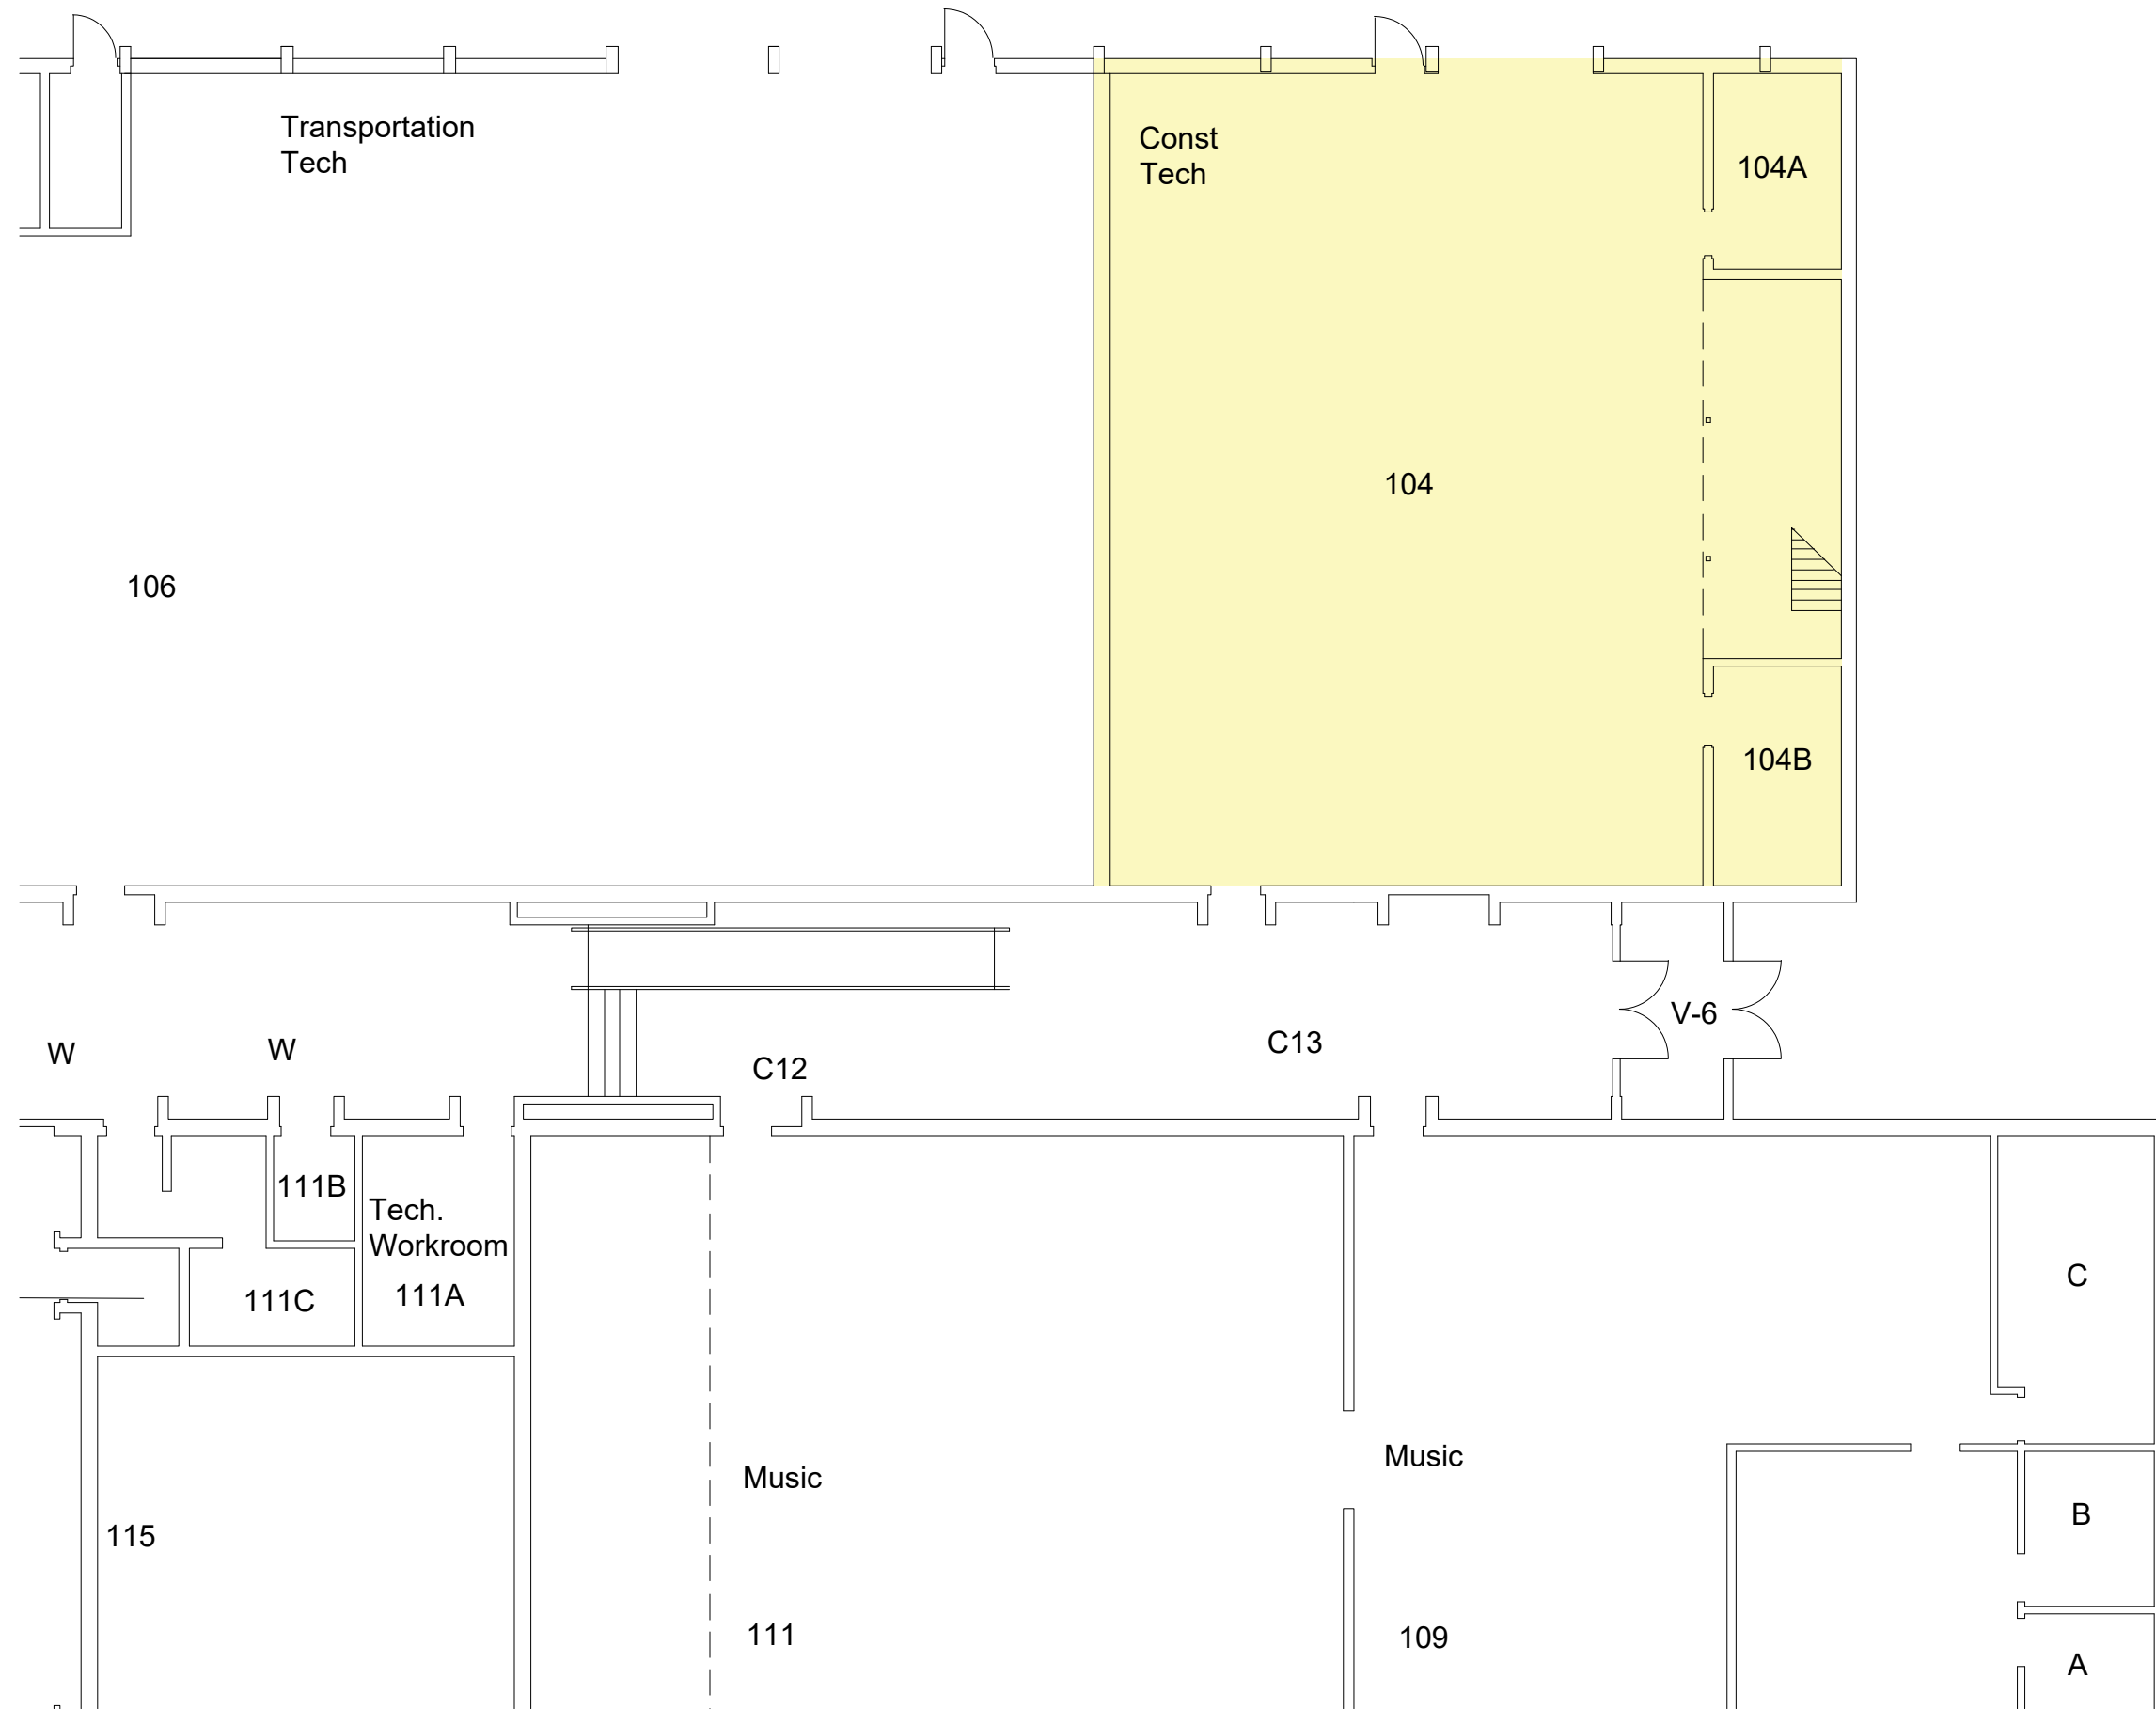 Transportation
Tech
Const
Tech
104A
104
106
104B
V-6
C13
W
W
C12
111B
Tech.
Workroom
111A
111C
C
Music
Music
B
115
111
109
A